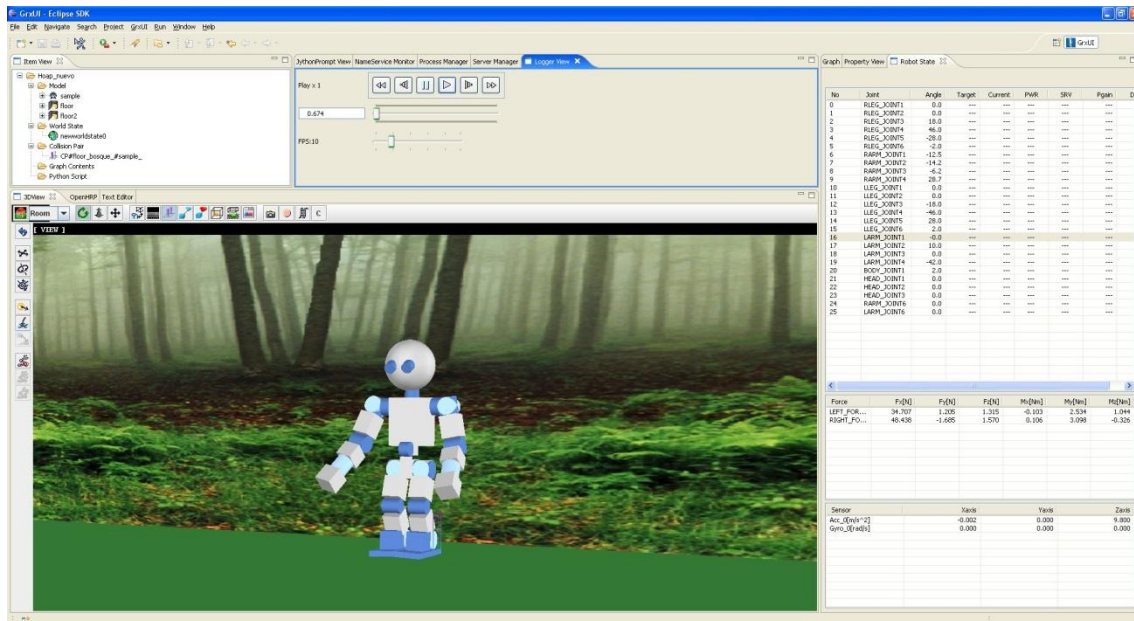 GrxUI - Eclipse SDK
File Edit Navigate Search Project GrxUI Run Window Help
GrxUI
Item View
Hoap_nuevo
Model
sample
floor
floor2
World State
newworldstate0
Collision Pair
CP#floor_bosque_#sample_
Graph Contents
Python Script
JythonPrompt View NameService Monitor Process Manager Server Manager Logger View
Play x 1
0.674
FPS:10
3DView OpenHRP Text Editor
Room
C
[ VIEW ]
Graph Property View Robot State
No Joint Angle Target Current PWR SRV Pgain D
0 RLEG_JOINT1 0.0 --- --- --- --- ---
1 RLEG_JOINT2 0.0 --- --- --- --- ---
2 RLEG_JOINT3 18.0 --- --- --- --- ---
3 RLEG_JOINT4 46.0 --- --- --- --- ---
4 RLEG_JOINT5 -28.0 --- --- --- --- ---
5 RLEG_JOINT6 -2.0 --- --- --- --- ---
6 RARM_JOINT1 -12.5 --- --- --- --- ---
7 RARM_JOINT2 -14.2 --- --- --- --- ---
8 RARM_JOINT3 -6.2 --- --- --- --- ---
9 RARM_JOINT4 28.7 --- --- --- --- ---
10 LLEG_JOINT1 0.0 --- --- --- --- ---
11 LLEG_JOINT2 0.0 --- --- --- --- ---
12 LLEG_JOINT3 -18.0 --- --- --- --- ---
13 LLEG_JOINT4 -46.0 --- --- --- --- ---
14 LLEG_JOINT5 28.0 --- --- --- --- ---
15 LLEG_JOINT6 2.0 --- --- --- --- ---
16 LARM_JOINT1 -0.0 --- --- --- --- ---
17 LARM_JOINT2 10.0 --- --- --- --- ---
18 LARM_JOINT3 0.0 --- --- --- --- ---
19 LARM_JOINT4 -42.0 --- --- --- --- ---
20 BODY_JOINT1 2.0 --- --- --- --- ---
21 HEAD_JOINT1 0.0 --- --- --- --- ---
22 HEAD_JOINT2 0.0 --- --- --- --- ---
23 HEAD_JOINT3 0.0 --- --- --- --- ---
24 RARM_JOINT6 0.0 --- --- --- --- ---
25 LARM_JOINT6 0.0 --- --- --- --- ---
Force Fx[N] Fy[N] Fz[N] Mx[Nm] My[Nm] Mz[Nm]
LEFT_FOR... 34.707 1.205 1.315 -0.103 2.534 1.044
RIGHT_FO... 48.438 -1.685 1.570 0.106 3.098 -0.326
Sensor Xaxis Yaxis Zaxis
Acc_0[m/s^2] -0.002 0.000 9.800
Gyro_0[rad/s] 0.000 0.000 0.000